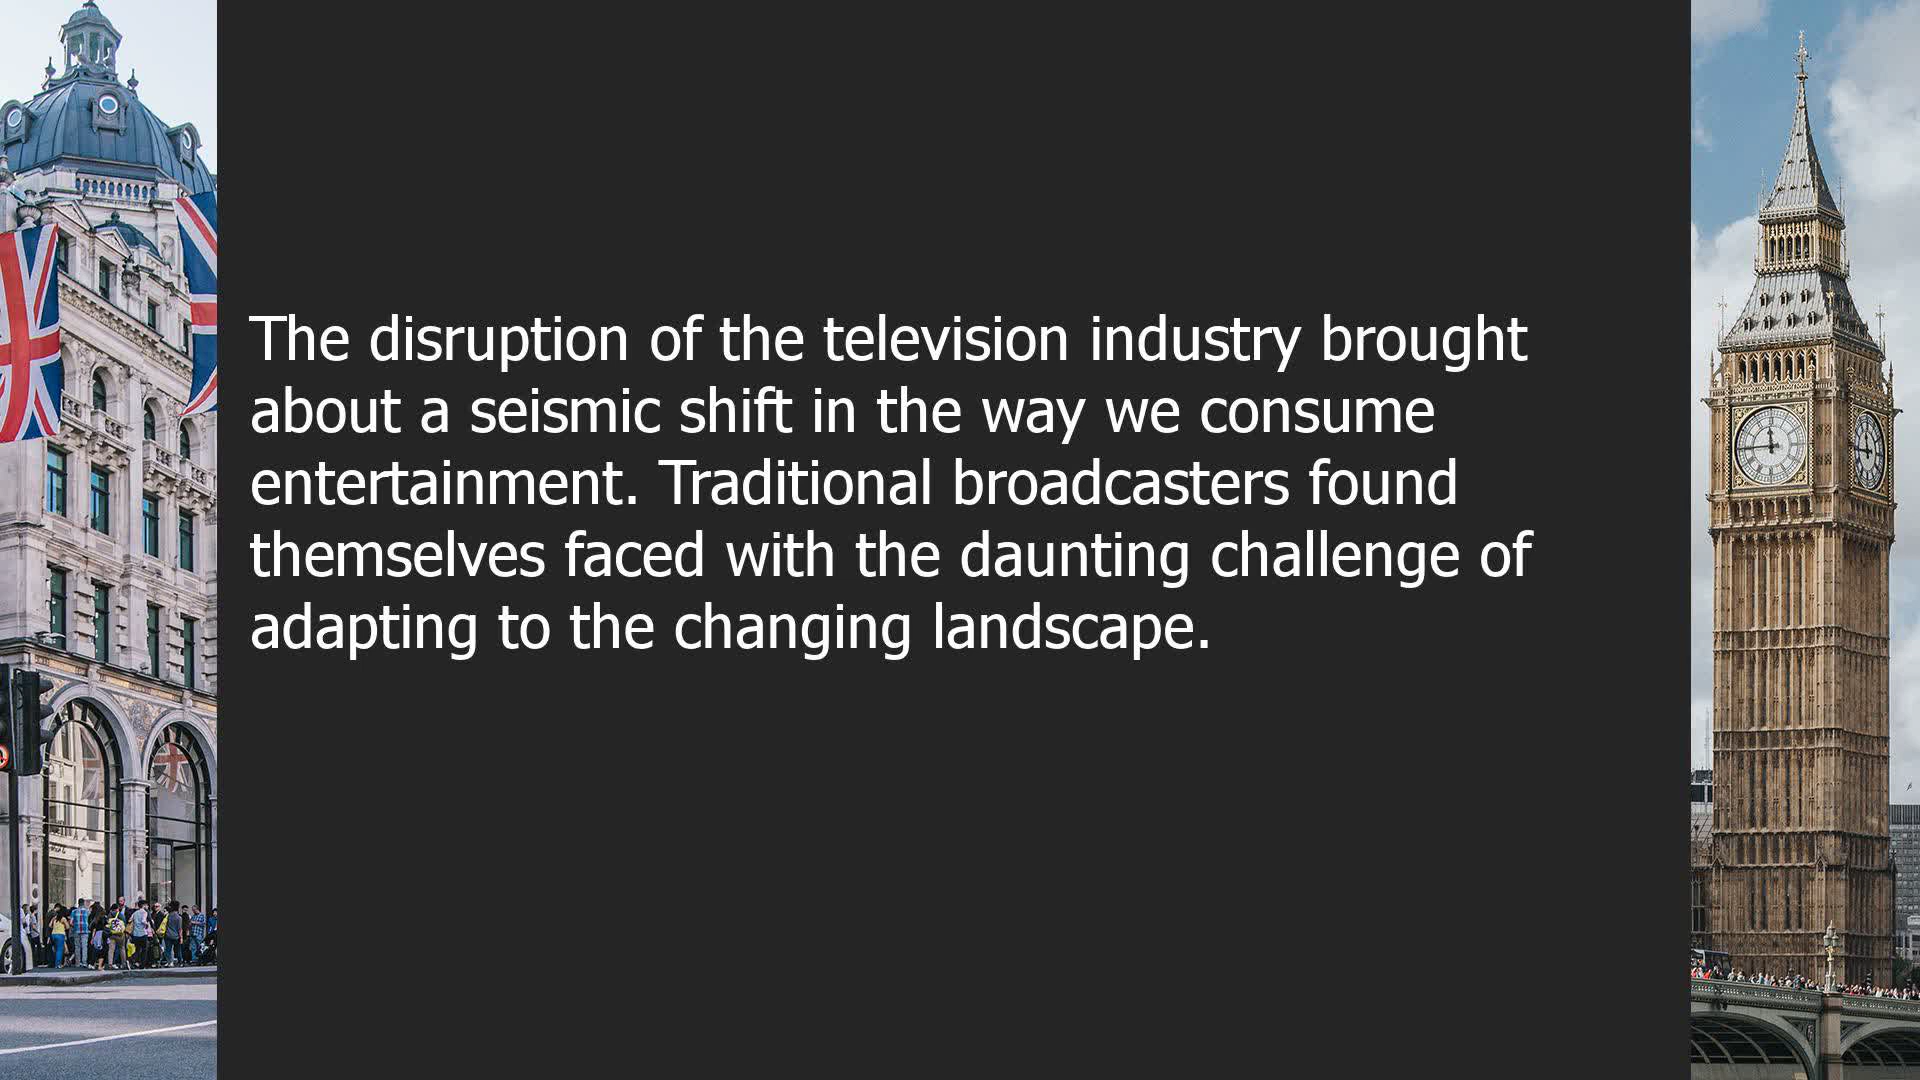 The disruption of the television industry brought
about a seismic shift in the way we consume
entertainment. Traditional broadcasters found
themselves faced with the daunting challenge of
adapting to the changing landscape.